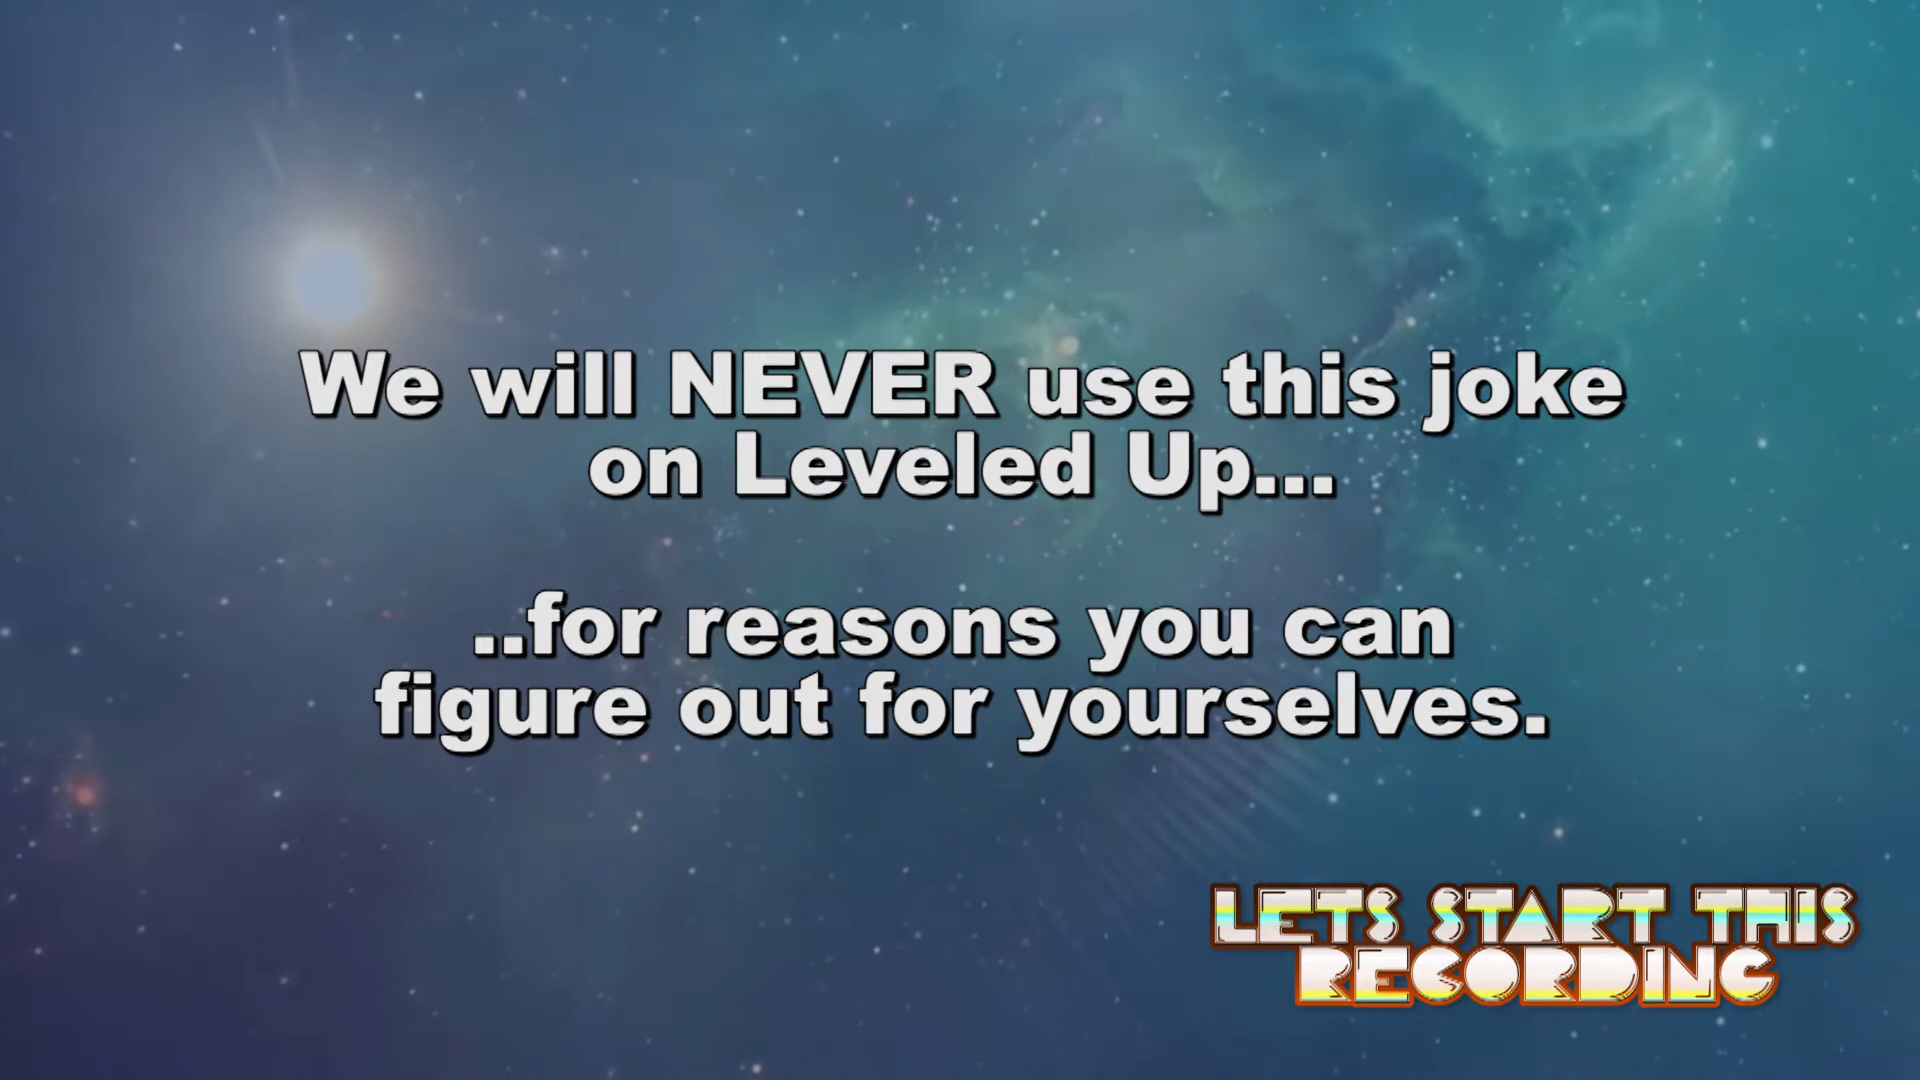 We will NEVER use this joke
on Leveled Up...
..for reasons you can
figure out for yourselves.
LETS START THIS
RECORDING